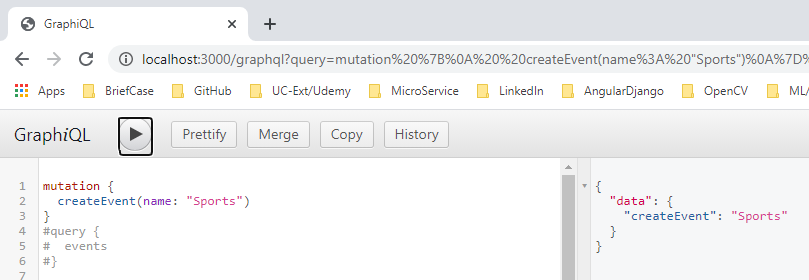 GraphiQL
localhost:3000/graphql?query=mutation%20%7B%0A%20%20createEvent(name%3A%20"Sports")%0A%7D%
Apps BriefCase GitHub UC-Ext/Udemy MicroService LinkedIn AngularDjango OpenCV ML/
GraphiQL Prettify Merge Copy History
1 mutation {
2 createEvent(name: "Sports")
3 }
4 #query {
5 # events
6 #}
7
{
"data": {
"createEvent": "Sports"
}
}